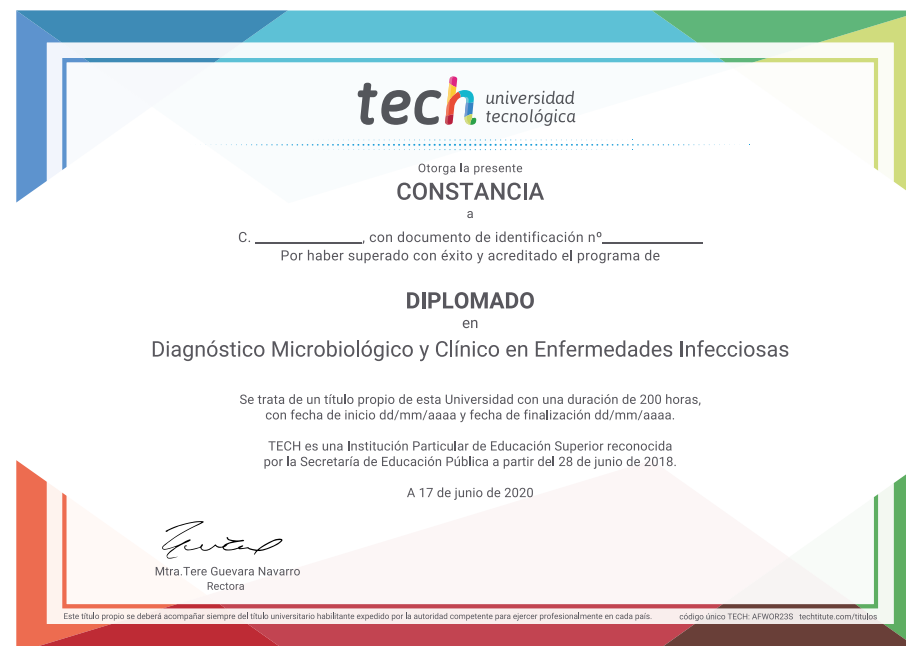 tech universidad
tecnológica
Otorga la presente
CONSTANCIA
a
C. ______________, con documento de identificación nº_____________
Por haber superado con éxito y acreditado el programa de
DIPLOMADO
en
Diagnóstico Microbiológico y Clínico en Enfermedades Infecciosas
Se trata de un título propio de esta Universidad con una duración de 200 horas,
con fecha de inicio dd/mm/aaaa y fecha de finalización dd/mm/aaaa.
TECH es una Institución Particular de Educación Superior reconocida
por la Secretaría de Educación Pública a partir del 28 de junio de 2018.
A 17 de junio de 2020
Mtra.Tere Guevara Navarro
Rectora
Este título propio se deberá acompañar siempre del título universitario habilitante expedido por la autoridad competente para ejercer profesionalmente en cada país. código único TECH: AFWOR23S techtitute.com/titulos